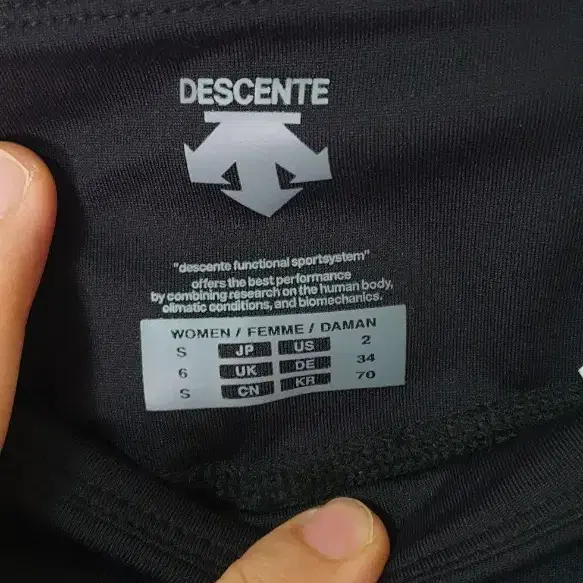 DESCENTE
"descente functional sportsystem"
offers the best performance
by combining research on the human body,
climatic conditions, and biomechanics.
WOMEN / FEMME / DAMAN
S JP US 2
6 UK DE 34
S CN KR 70